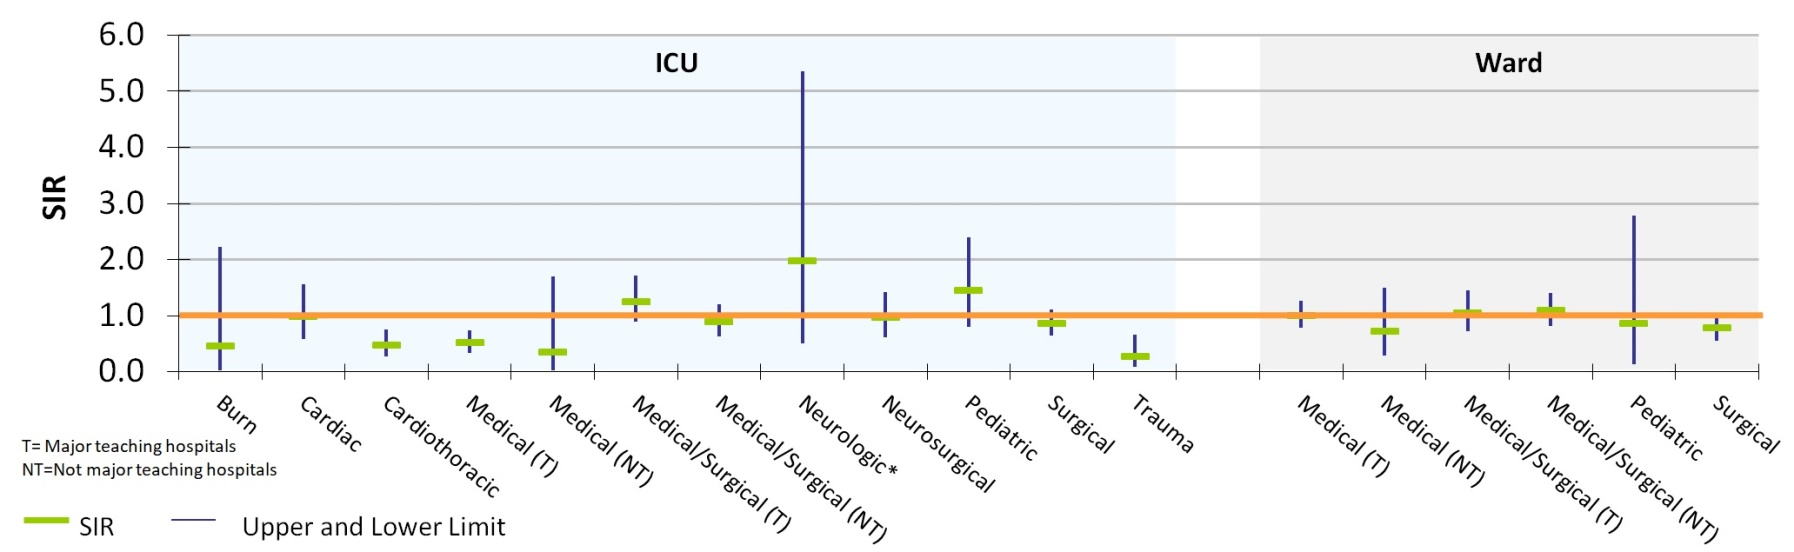 6.0
5.0
4.0
3.0
2.0
1.0
0.0
SIR
ICU
Ward
Burn
Cardiac
Cardiothoracic
Medical (T)
Medical (NT)
Medical/Surgical (T)
Medical/Surgical (NT)
Neurologic*
Neurosurgical
Pediatric
Surgical
Trauma
Medical (T)
Medical (NT)
Medical/Surgical (T)
Medical/Surgical (NT)
Pediatric
Surgical
T= Major teaching hospitals
NT=Not major teaching hospitals
SIR
Upper and Lower Limit